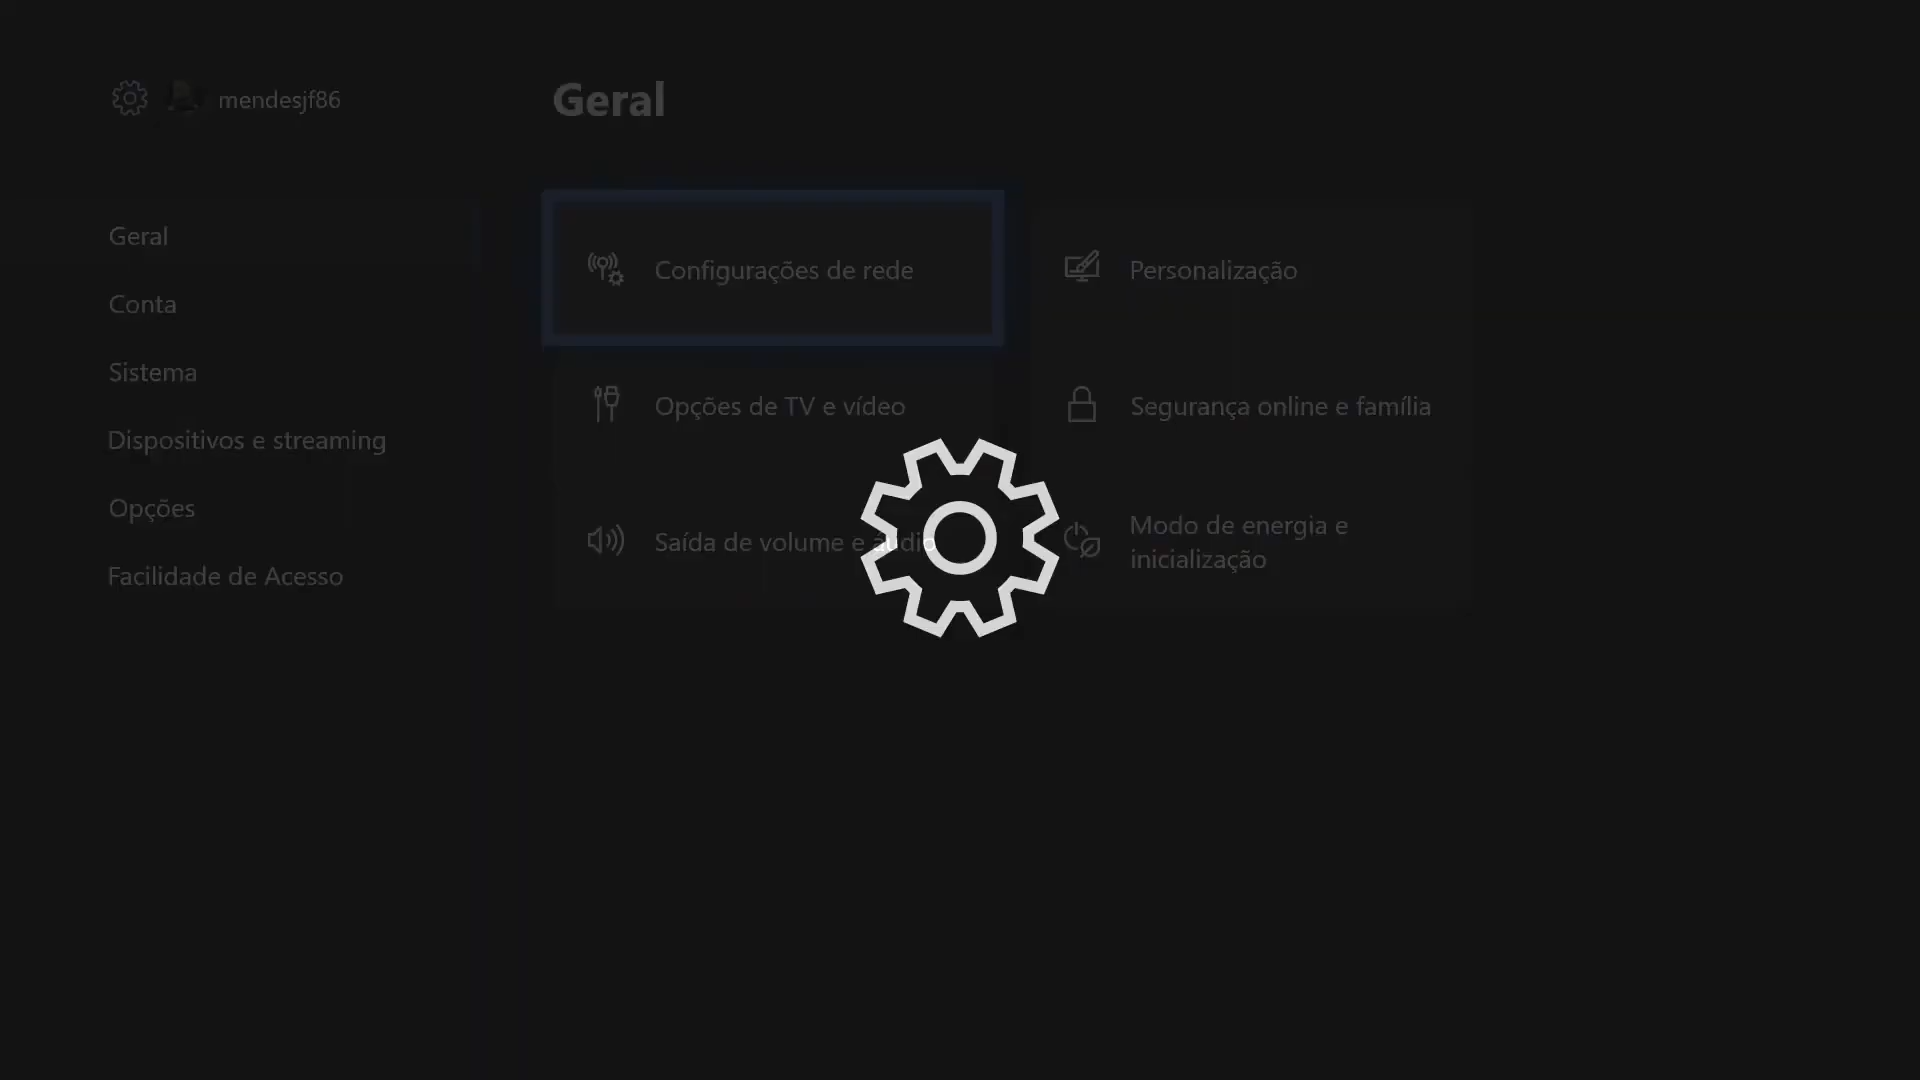 mendesjf86
Geral
Geral
Conta
Sistema
Dispositivos e streaming
Opções
Facilidade de Acesso
Configurações de rede
Personalização
Opções de TV e vídeo
Segurança online e família
Saída de volume e áudio
Modo de energia e
inicialização